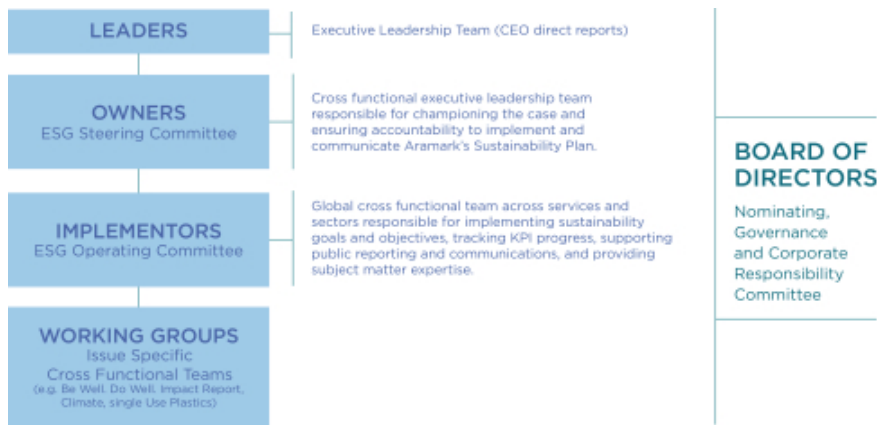 LEADERS
Executive Leadership Team (CEO direct reports)
OWNERS
ESG Steering Committee
Cross functional executive leadership team
responsible for championing the case and
ensuring accountability to implement and
communicate Aramark's Sustainability Plan.
IMPLEMENTORS
ESG Operating Committee
Global cross functional team across services and
sectors responsible for implementing sustainability
goals and objectives, tracking KPI progress, supporting
public reporting and communications, and providing
subject matter expertise.
WORKING GROUPS
Issue Specific
Cross Functional Teams
(e.g. Be Well. Do Well. Impact Report,
Climate, single Use Plastics)
BOARD OF
DIRECTORS
Nominating,
Governance
and Corporate
Responsibility
Committee